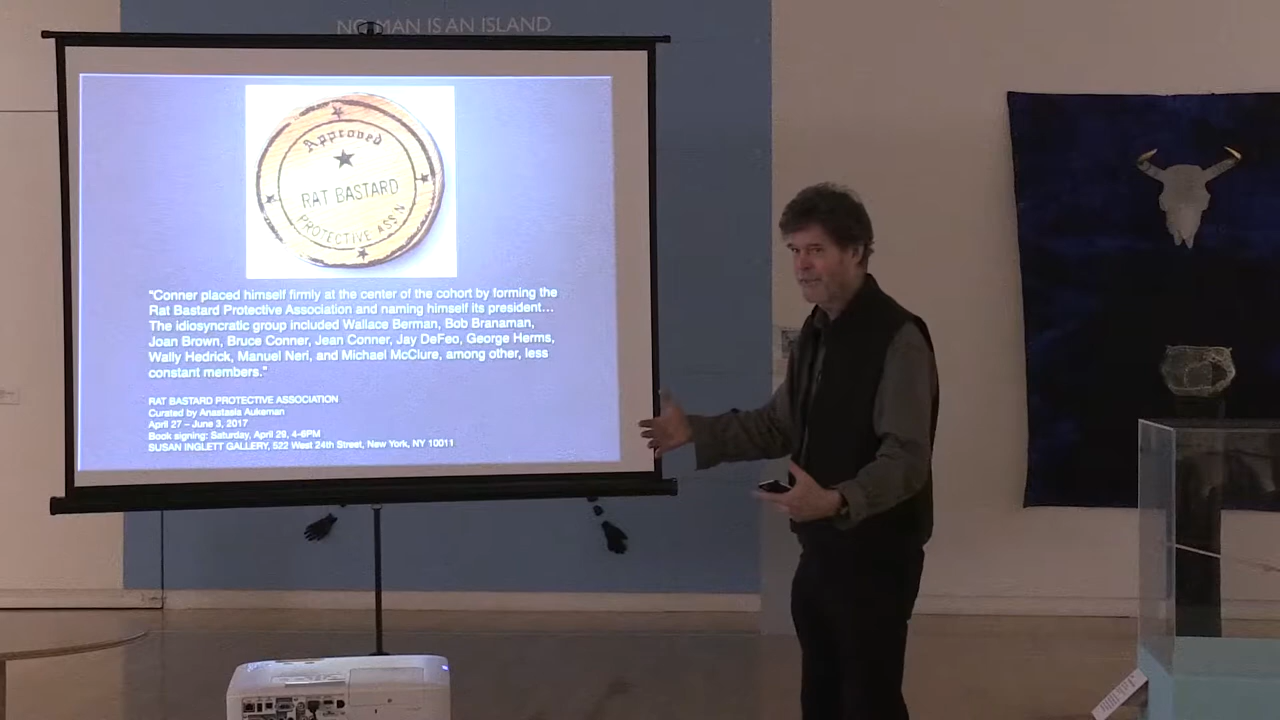 NO MAN IS AN ISLAND
Approved
RAT BASTARD
PROTECTIVE ASS'N
"Conner placed himself firmly at the center of the cohort by forming the
Rat Bastard Protective Association and naming himself its president…
The idiosyncratic group included Wallace Berman, Bob Branaman,
Joan Brown, Bruce Conner, Jean Conner, Jay DeFeo, George Herms,
Wally Hedrick, Manuel Neri, and Michael McClure, among other, less
constant members."
RAT BASTARD PROTECTIVE ASSOCIATION
Curated by Anastasia Aukeman
April 27 – June 3, 2017
Book signing: Saturday, April 29, 4-6PM
SUSAN INGLETT GALLERY, 522 West 24th Street, New York, NY 10011